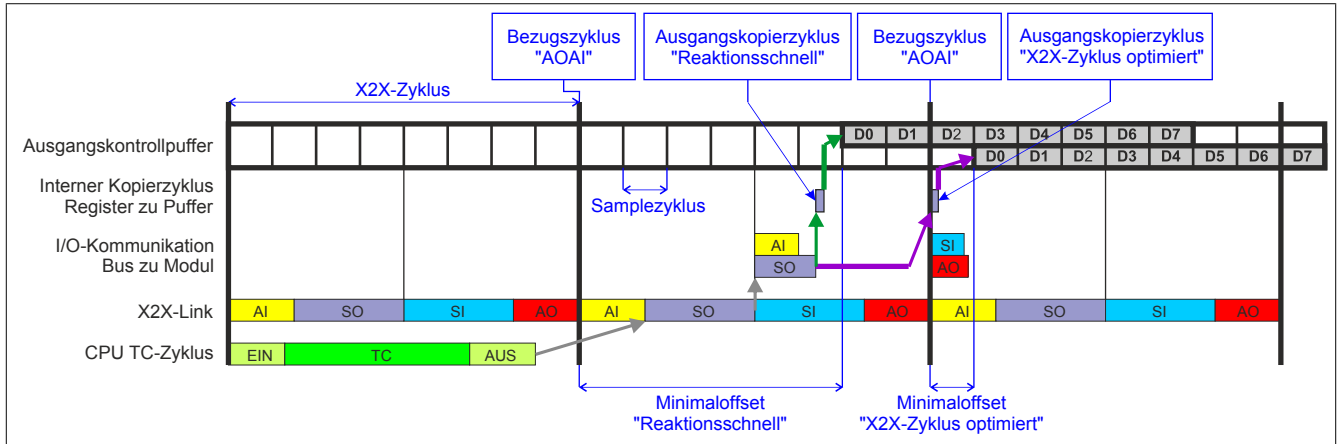 Bezugszyklus
"AOAI"
Ausgangskopierzyklus
"Reaktionsschnell"
Bezugszyklus
"AOAI"
Ausgangskopierzyklus
"X2X-Zyklus optimiert"
X2X-Zyklus
Ausgangskontrollpuffer
D0 D1 D2 D3 D4 D5 D6 D7
D0 D1 D2 D3 D4 D5 D6 D7
Interner Kopierzyklus
Register zu Puffer
Samplezyklus
I/O-Kommunikation
Bus zu Modul
AI SI
SO AO
X2X-Link
AI SO SI AO AI SO SI AO AI SO SI AO
CPU TC-Zyklus
EIN TC AUS
Minimaloffset
"Reaktionsschnell"
Minimaloffset
"X2X-Zyklus optimiert"